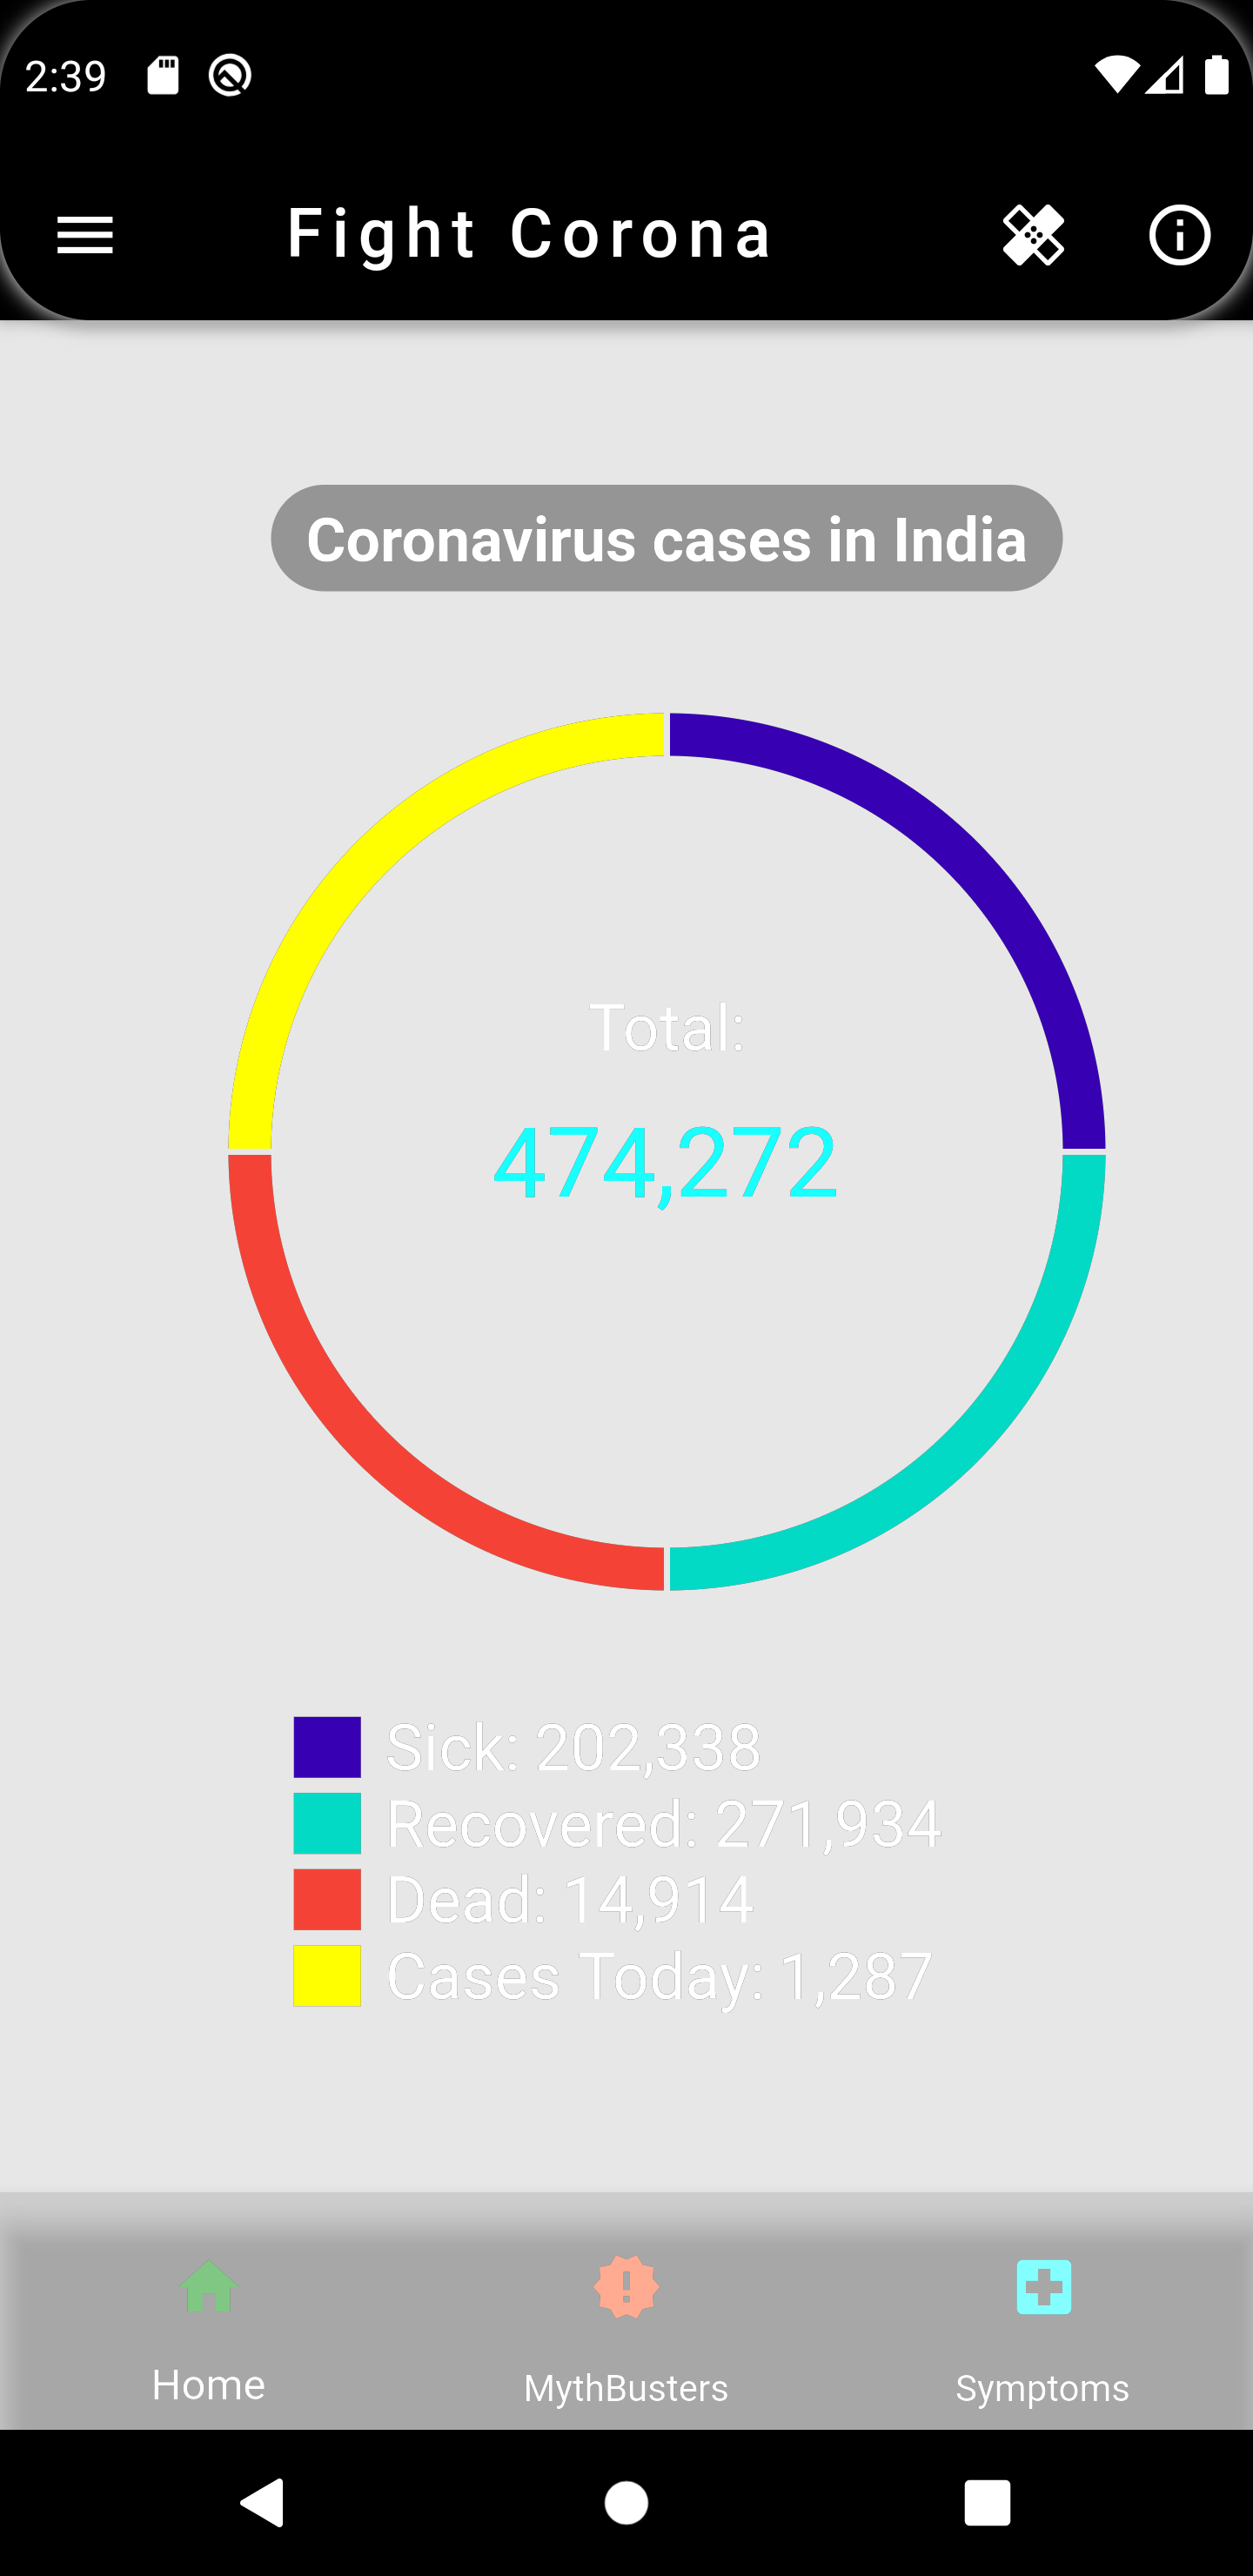 2:39
Fight Corona
Coronavirus cases in India
Total:
474,272
Sick: 202,338
Recovered: 271,934
Dead: 14,914
Cases Today: 1,287
Home
MythBusters
Symptoms